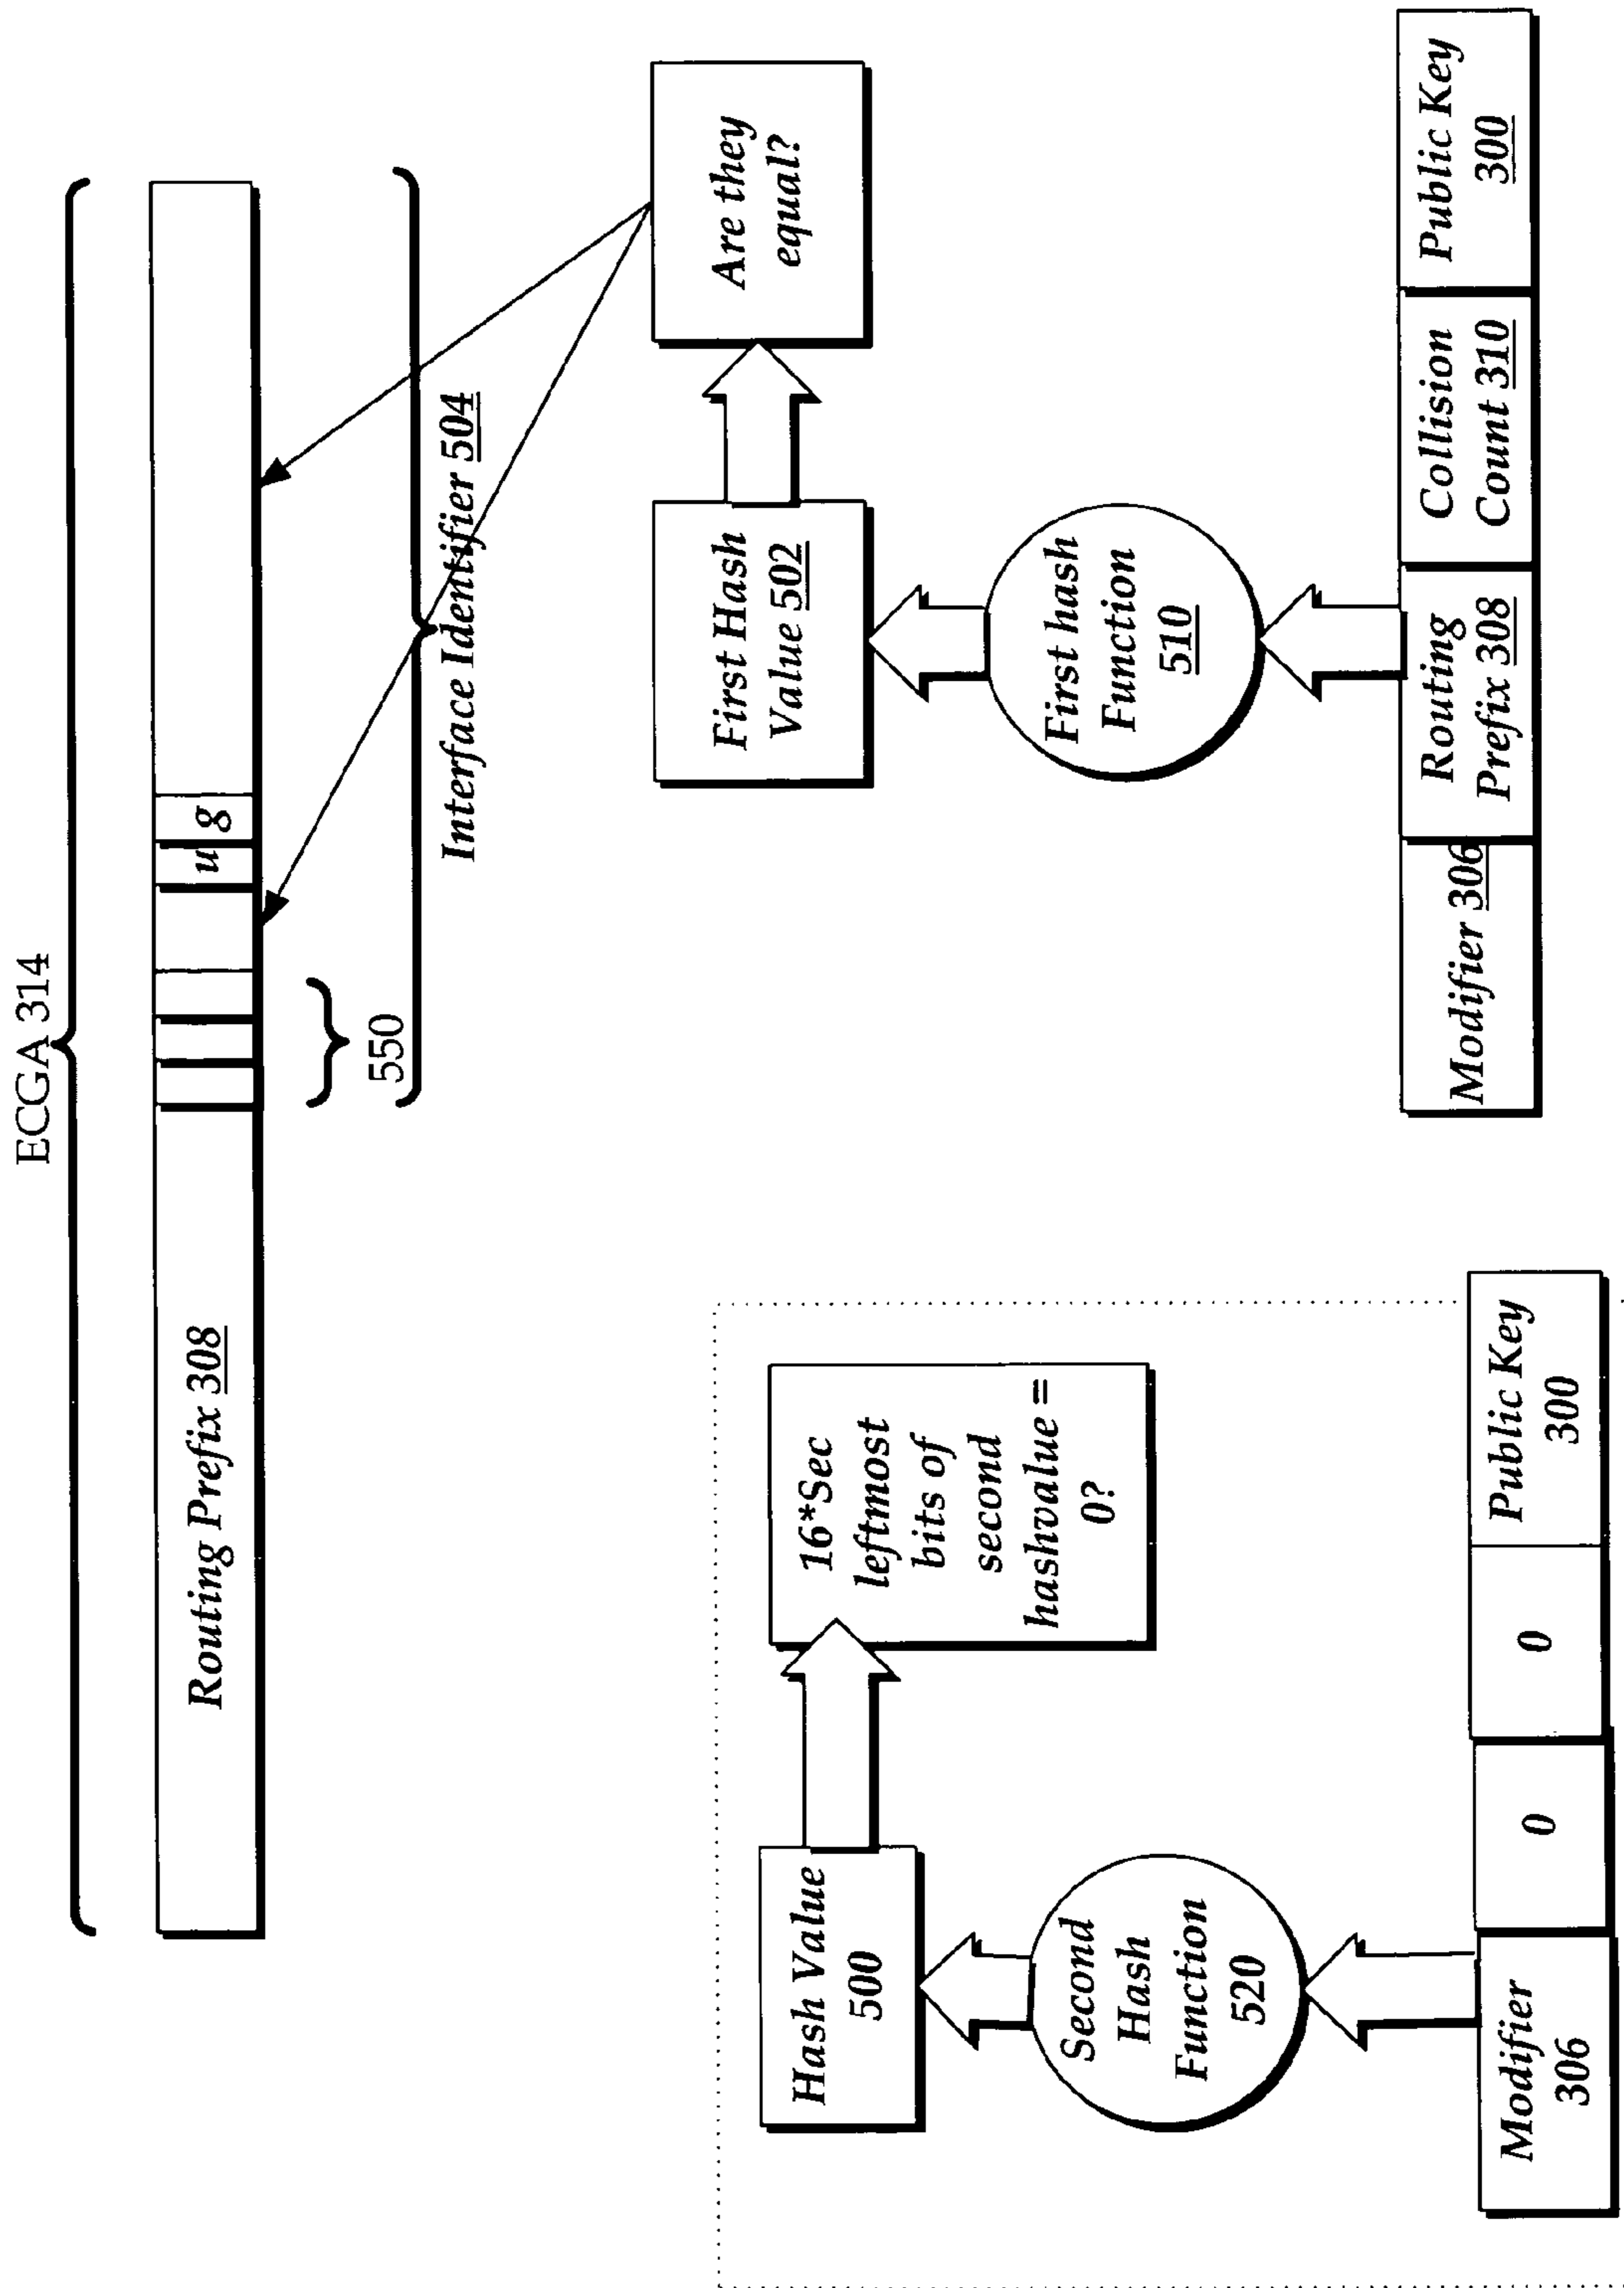 ECGA 314
Routing Prefix 308
u
g
550
Interface Identifier 504
Hash Value
500
16*Sec
leftmost
bits of
second
hashvalue =
0?
Second
Hash
Function
520
Modifier
306
0
0
Public Key
300
First Hash
Value 502
Are they
equal?
First hash
Function
510
Modifier 306
Routing
Prefix 308
Collision
Count 310
Public Key
300